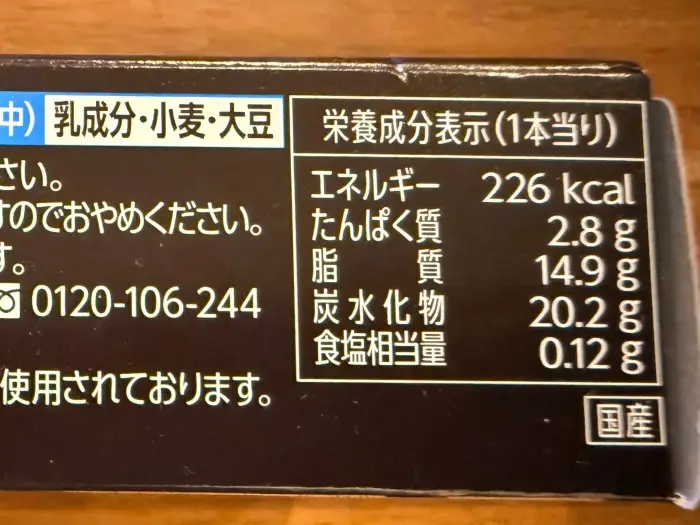 中) 乳成分・小麦・大豆
さい。
すのでおやめください。
す。
0120-106-244
使用されております。
栄養成分表示(1本当り)
エネルギー 226 kcal
たんぱく質 2.8 g
脂質 14.9 g
炭水化物 20.2 g
食塩相当量 0.12 g
国産